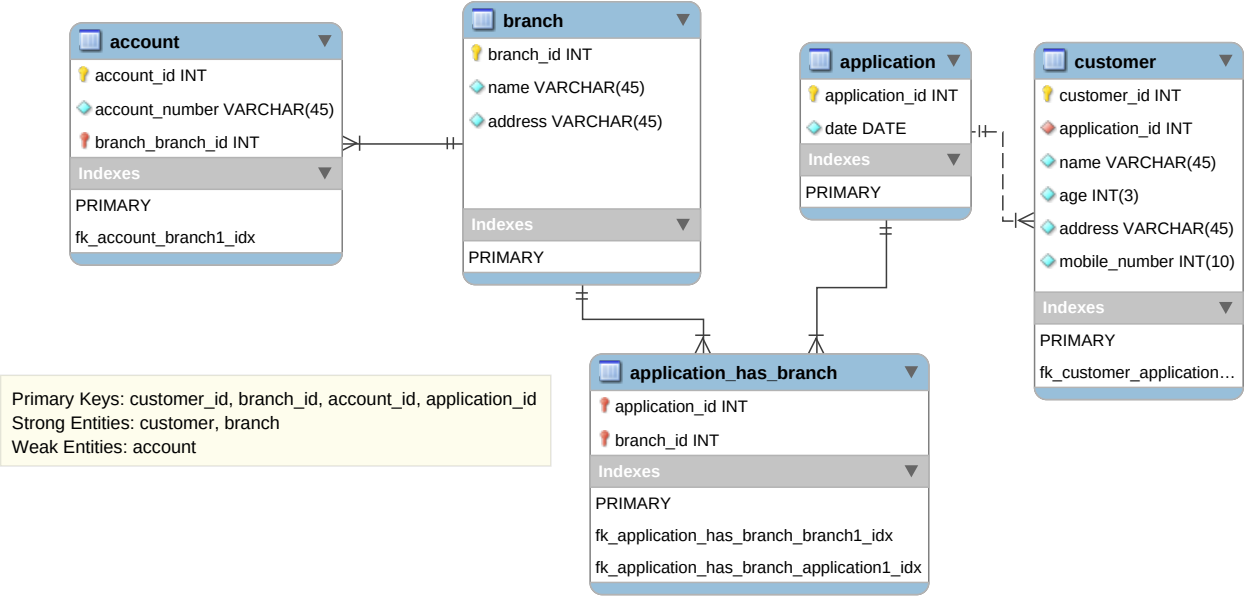 account
account_id INT
account_number VARCHAR(45)
branch_branch_id INT
Indexes
PRIMARY
fk_account_branch1_idx
branch
branch_id INT
name VARCHAR(45)
address VARCHAR(45)
Indexes
PRIMARY
application
application_id INT
date DATE
Indexes
PRIMARY
customer
customer_id INT
application_id INT
name VARCHAR(45)
age INT(3)
address VARCHAR(45)
mobile_number INT(10)
Indexes
PRIMARY
fk_customer_application…
application_has_branch
application_id INT
branch_id INT
Indexes
PRIMARY
fk_application_has_branch_branch1_idx
fk_application_has_branch_application1_idx
Primary Keys: customer_id, branch_id, account_id, application_id
Strong Entities: customer, branch
Weak Entities: account